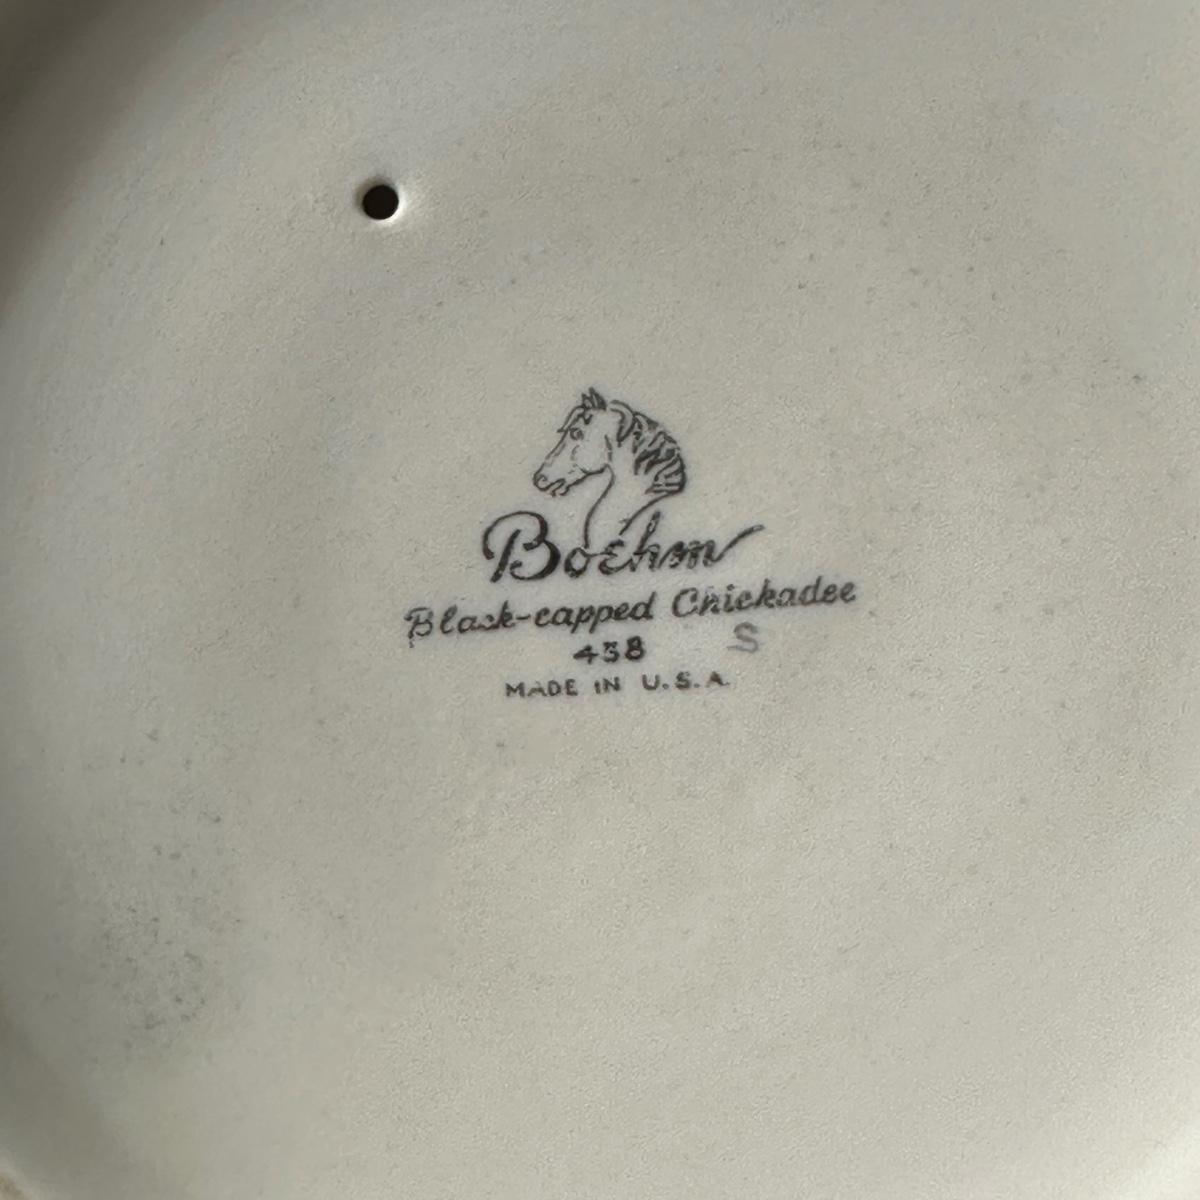 Boehm
Black-capped Chickadee
438 S
MADE IN U.S.A.